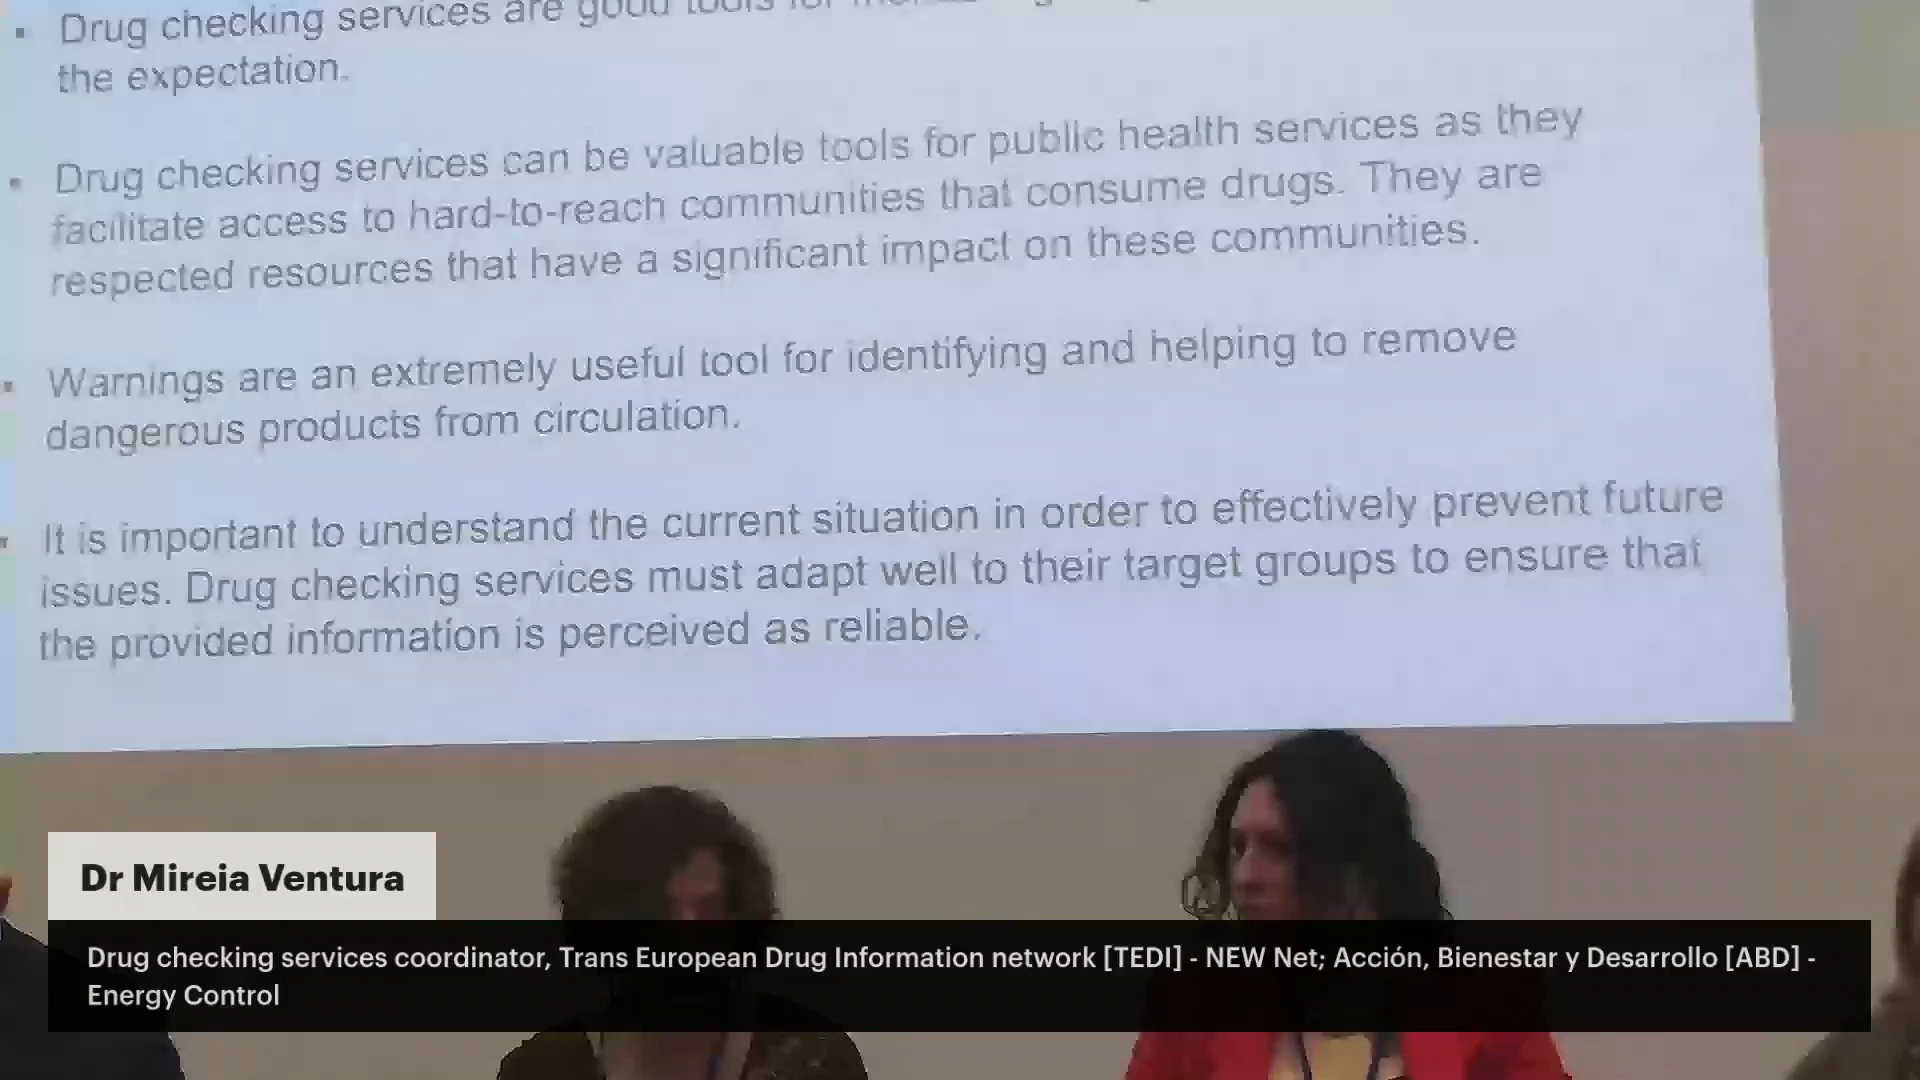 Drug checking services are good tools for
the expectation.
Drug checking services can be valuable tools for public health services as they
facilitate access to hard-to-reach communities that consume drugs. They are
respected resources that have a significant impact on these communities.
Warnings are an extremely useful tool for identifying and helping to remove
dangerous products from circulation.
It is important to understand the current situation in order to effectively prevent future
issues. Drug checking services must adapt well to their target groups to ensure that
the provided information is perceived as reliable.
Dr Mireia Ventura
Drug checking services coordinator, Trans European Drug Information network [TEDI] - NEW Net; Acción, Bienestar y Desarrollo [ABD] -
Energy Control